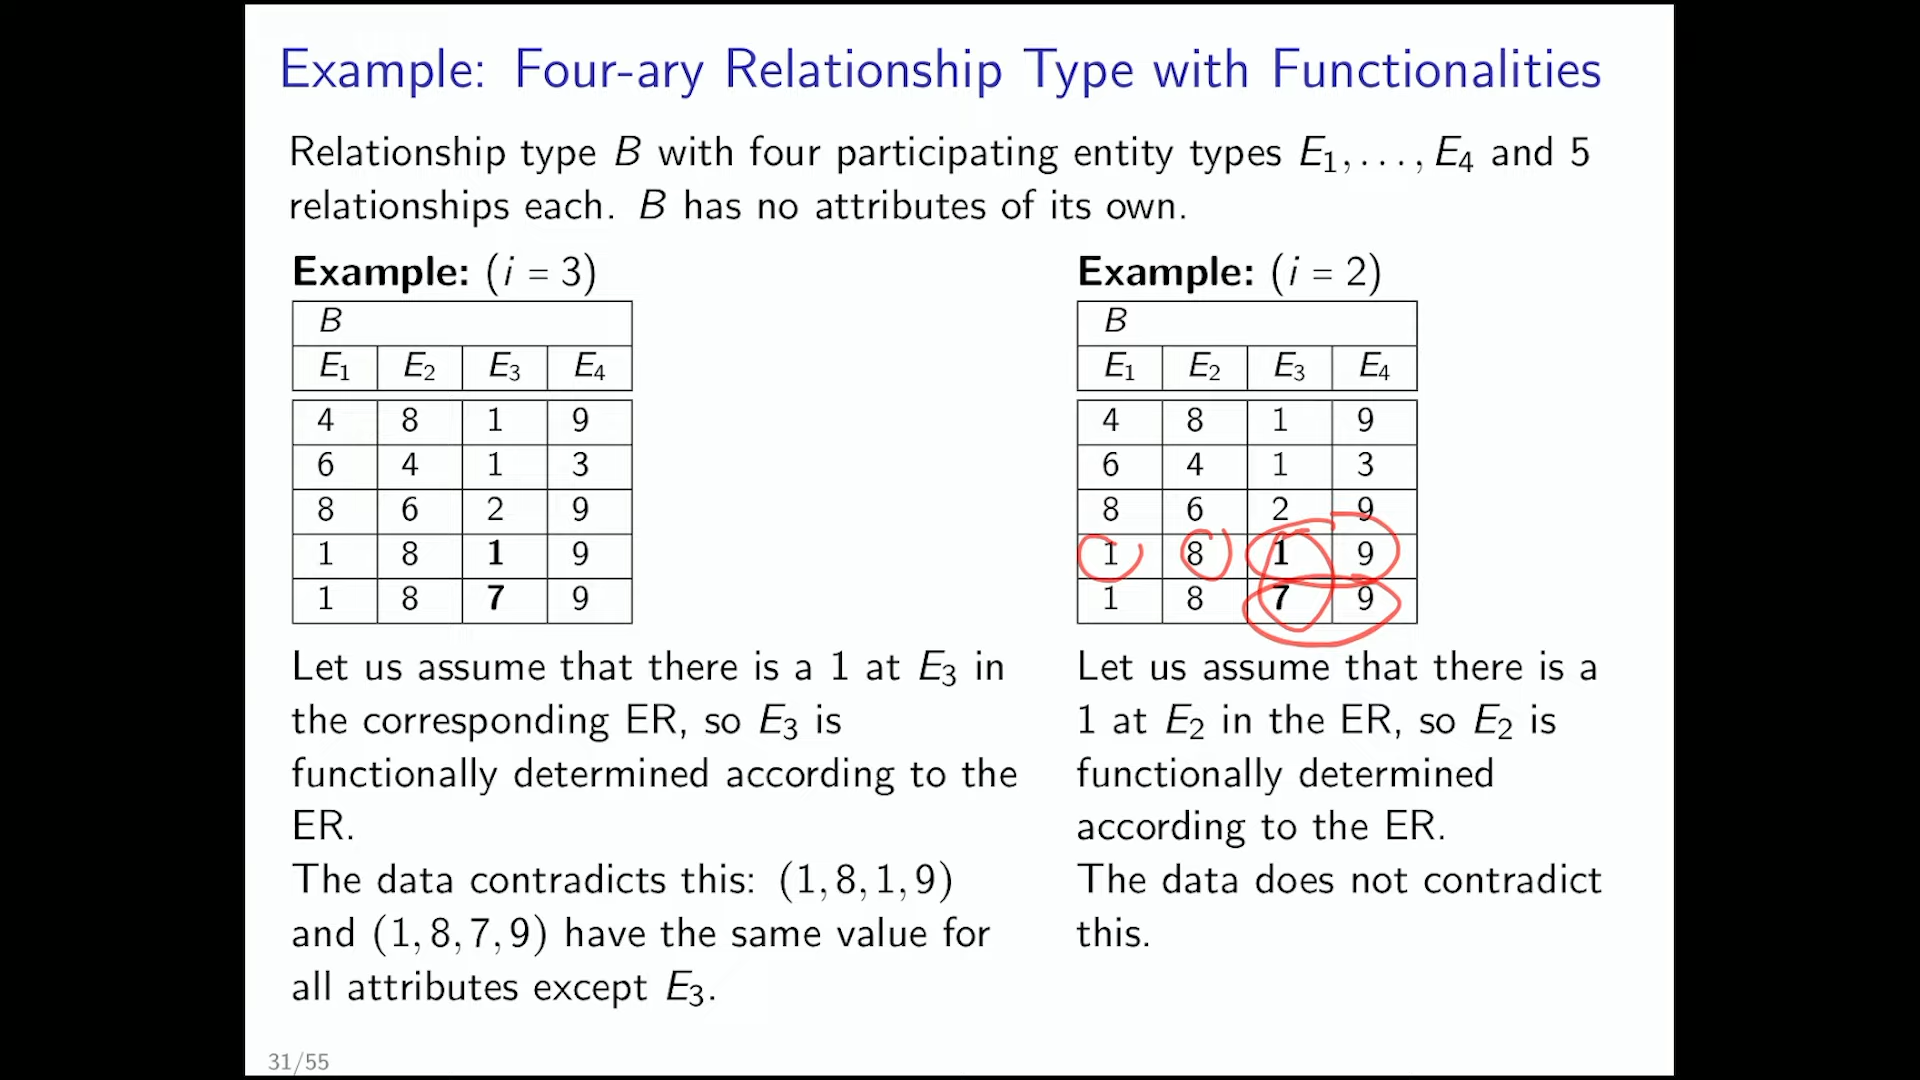 Example: Four-ary Relationship Type with Functionalities
Relationship type B with four participating entity types E₁, . . . , E₄ and 5
relationships each. B has no attributes of its own.
Example: (i = 3)
B
E₁ E₂ E₃ E₄
4 8 1 9
6 4 1 3
8 6 2 9
1 8 1 9
1 8 7 9
Let us assume that there is a 1 at E₃ in
the corresponding ER, so E₃ is
functionally determined according to the
ER.
The data contradicts this: (1, 8, 1, 9)
and (1, 8, 7, 9) have the same value for
all attributes except E₃.
Example: (i = 2)
B
E₁ E₂ E₃ E₄
4 8 1 9
6 4 1 3
8 6 2 9
1 8 1 9
1 8 7 9
Let us assume that there is a
1 at E₂ in the ER, so E₂ is
functionally determined
according to the ER.
The data does not contradict
this.
31/55